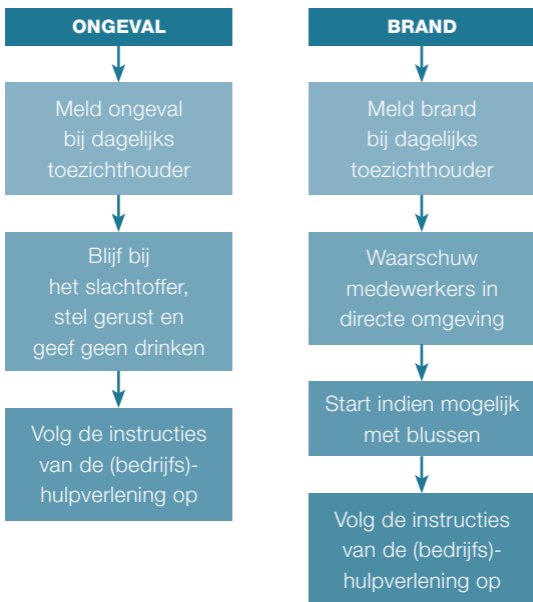 ONGEVAL
Meld ongeval
bij dagelijks
toezichthouder
Blijf bij
het slachtoffer,
stel gerust en
geef geen drinken
Volg de instructies
van de (bedrijfs)-
hulpverlening op
BRAND
Meld brand
bij dagelijks
toezichthouder
Waarschuw
medewerkers in
directe omgeving
Start indien mogelijk
met blussen
Volg de instructies
van de (bedrijfs)-
hulpverlening op